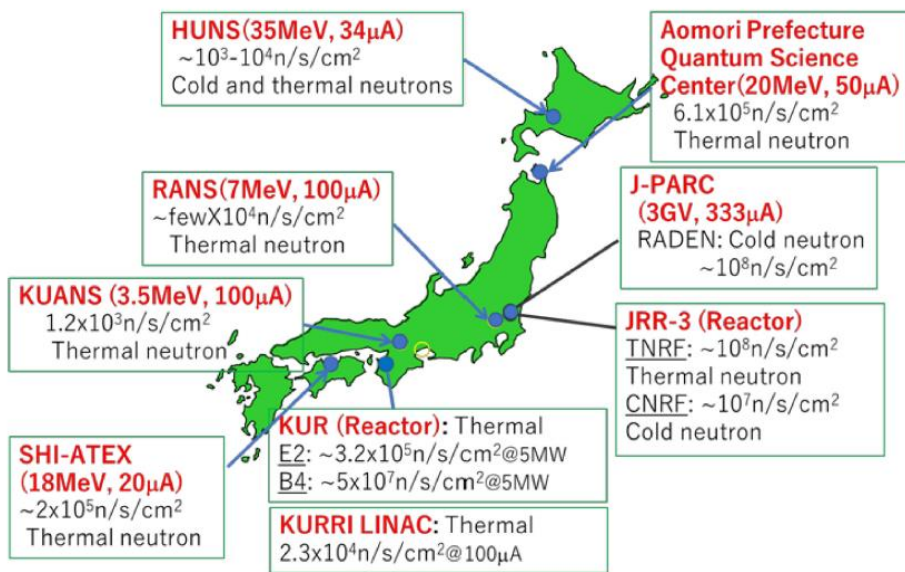 HUNS(35MeV, 34μA)
~10³-10⁴n/s/cm²
Cold and thermal neutrons
Aomori Prefecture
Quantum Science
Center(20MeV, 50μA)
6.1x10⁵n/s/cm²
Thermal neutron
RANS(7MeV, 100μA)
~fewX10⁴n/s/cm²
Thermal neutron
J-PARC
(3GV, 333μA)
RADEN: Cold neutron
~10⁸n/s/cm²
KUANS (3.5MeV, 100μA)
1.2x10³n/s/cm²
Thermal neutron
JRR-3 (Reactor)
TNRF: ~10⁸n/s/cm²
Thermal neutron
CNRF: ~10⁷n/s/cm²
Cold neutron
SHI-ATEX
(18MeV, 20μA)
~2x10⁵n/s/cm²
Thermal neutron
KUR (Reactor): Thermal
E2: ~3.2x10⁵n/s/cm²@5MW
B4: ~5x10⁷n/s/cm²@5MW
KURRI LINAC: Thermal
2.3x10⁴n/s/cm²@100μA